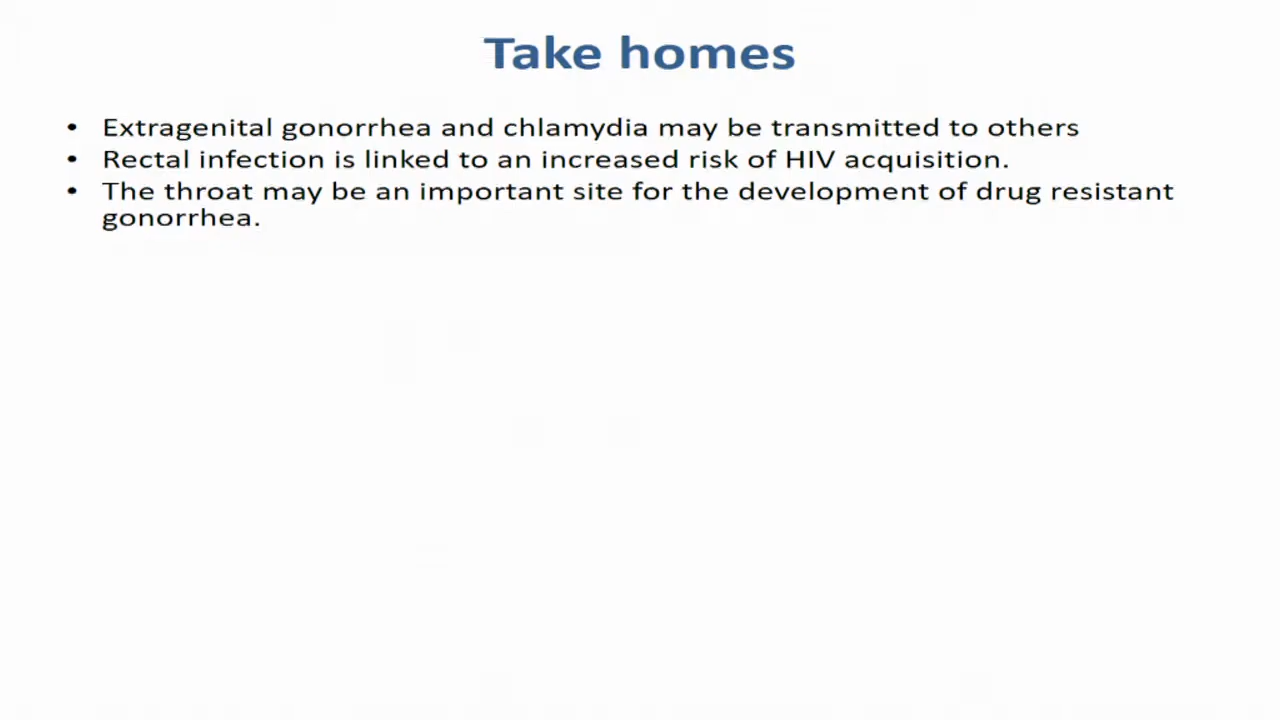 Take homes
• Extragenital gonorrhea and chlamydia may be transmitted to others
• Rectal infection is linked to an increased risk of HIV acquisition.
• The throat may be an important site for the development of drug resistant
gonorrhea.